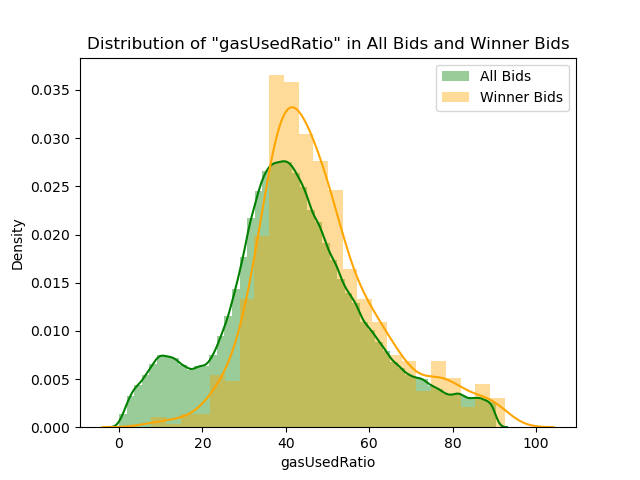 Distribution of "gasUsedRatio" in All Bids and Winner Bids
All Bids
Winner Bids
Density
0.035
0.030
0.025
0.020
0.015
0.010
0.005
0.000
0 20 40 60 80 100
gasUsedRatio